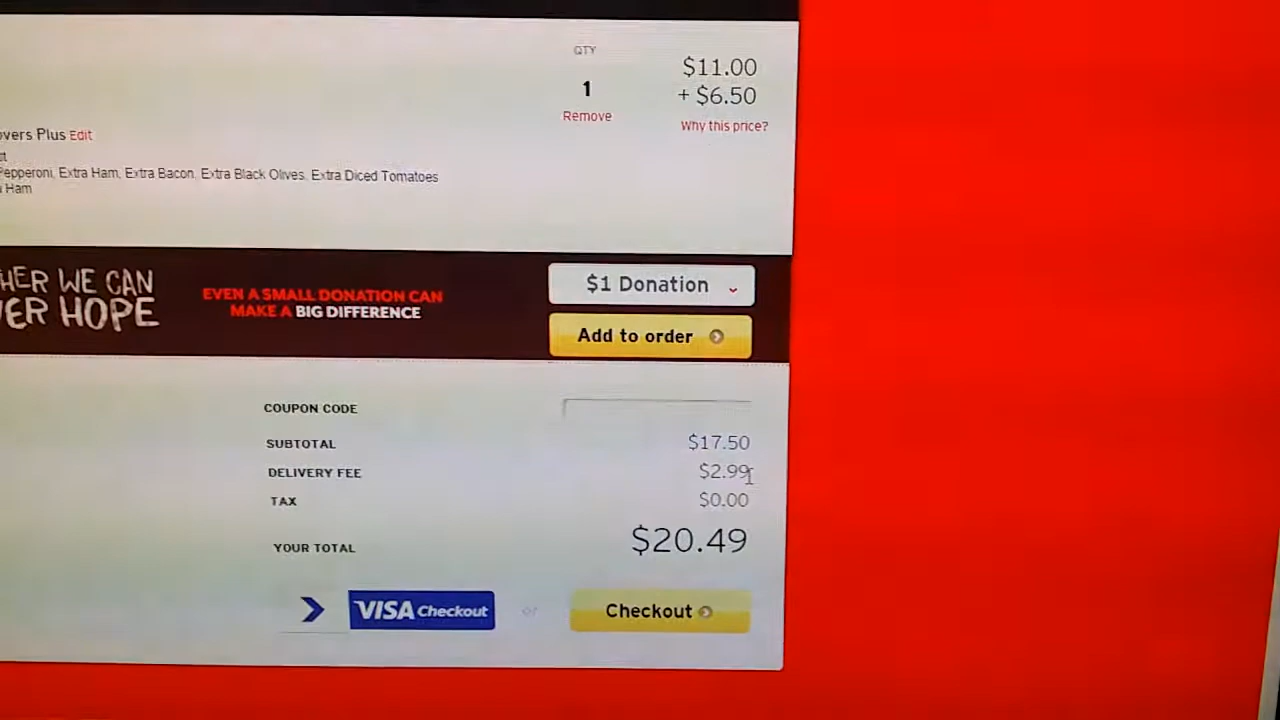 QTY
$11.00
1
+ $6.50
Remove
Why this price?
Plus Edit
Pepperoni, Extra Ham, Extra Bacon, Extra Black Olives, Extra Diced Tomatoes
Ham
WE CAN
HOPE
EVEN A SMALL DONATION CAN
MAKE A BIG DIFFERENCE
$1 Donation
Add to order
COUPON CODE
SUBTOTAL $17.50
DELIVERY FEE $2.99
TAX $0.00
YOUR TOTAL $20.49
VISA Checkout or Checkout